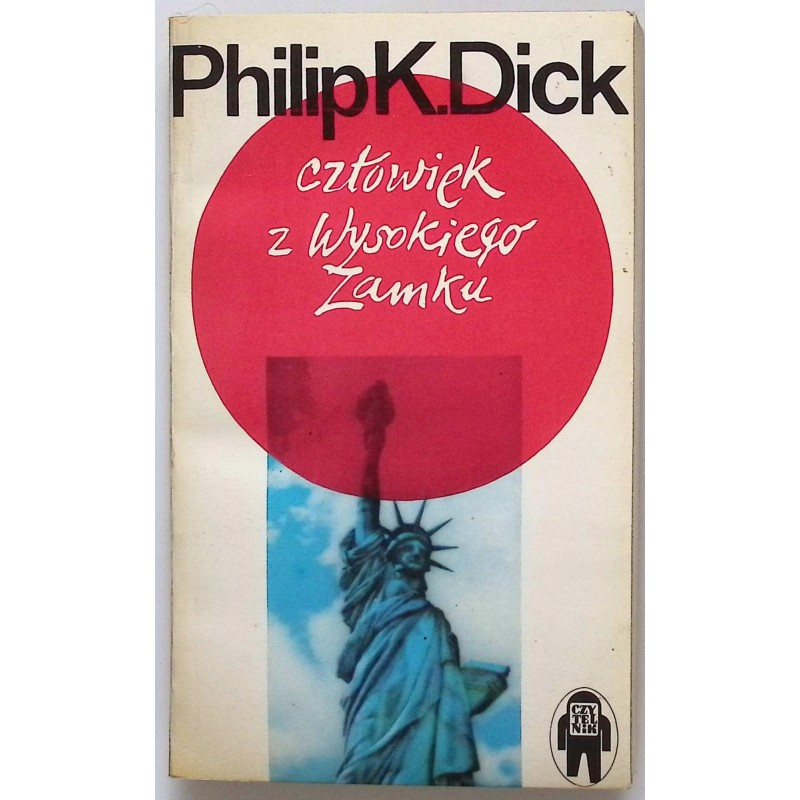 Philip K. Dick
człowiek
z Wysokiego
Zamku
CZY
TEL
NiK